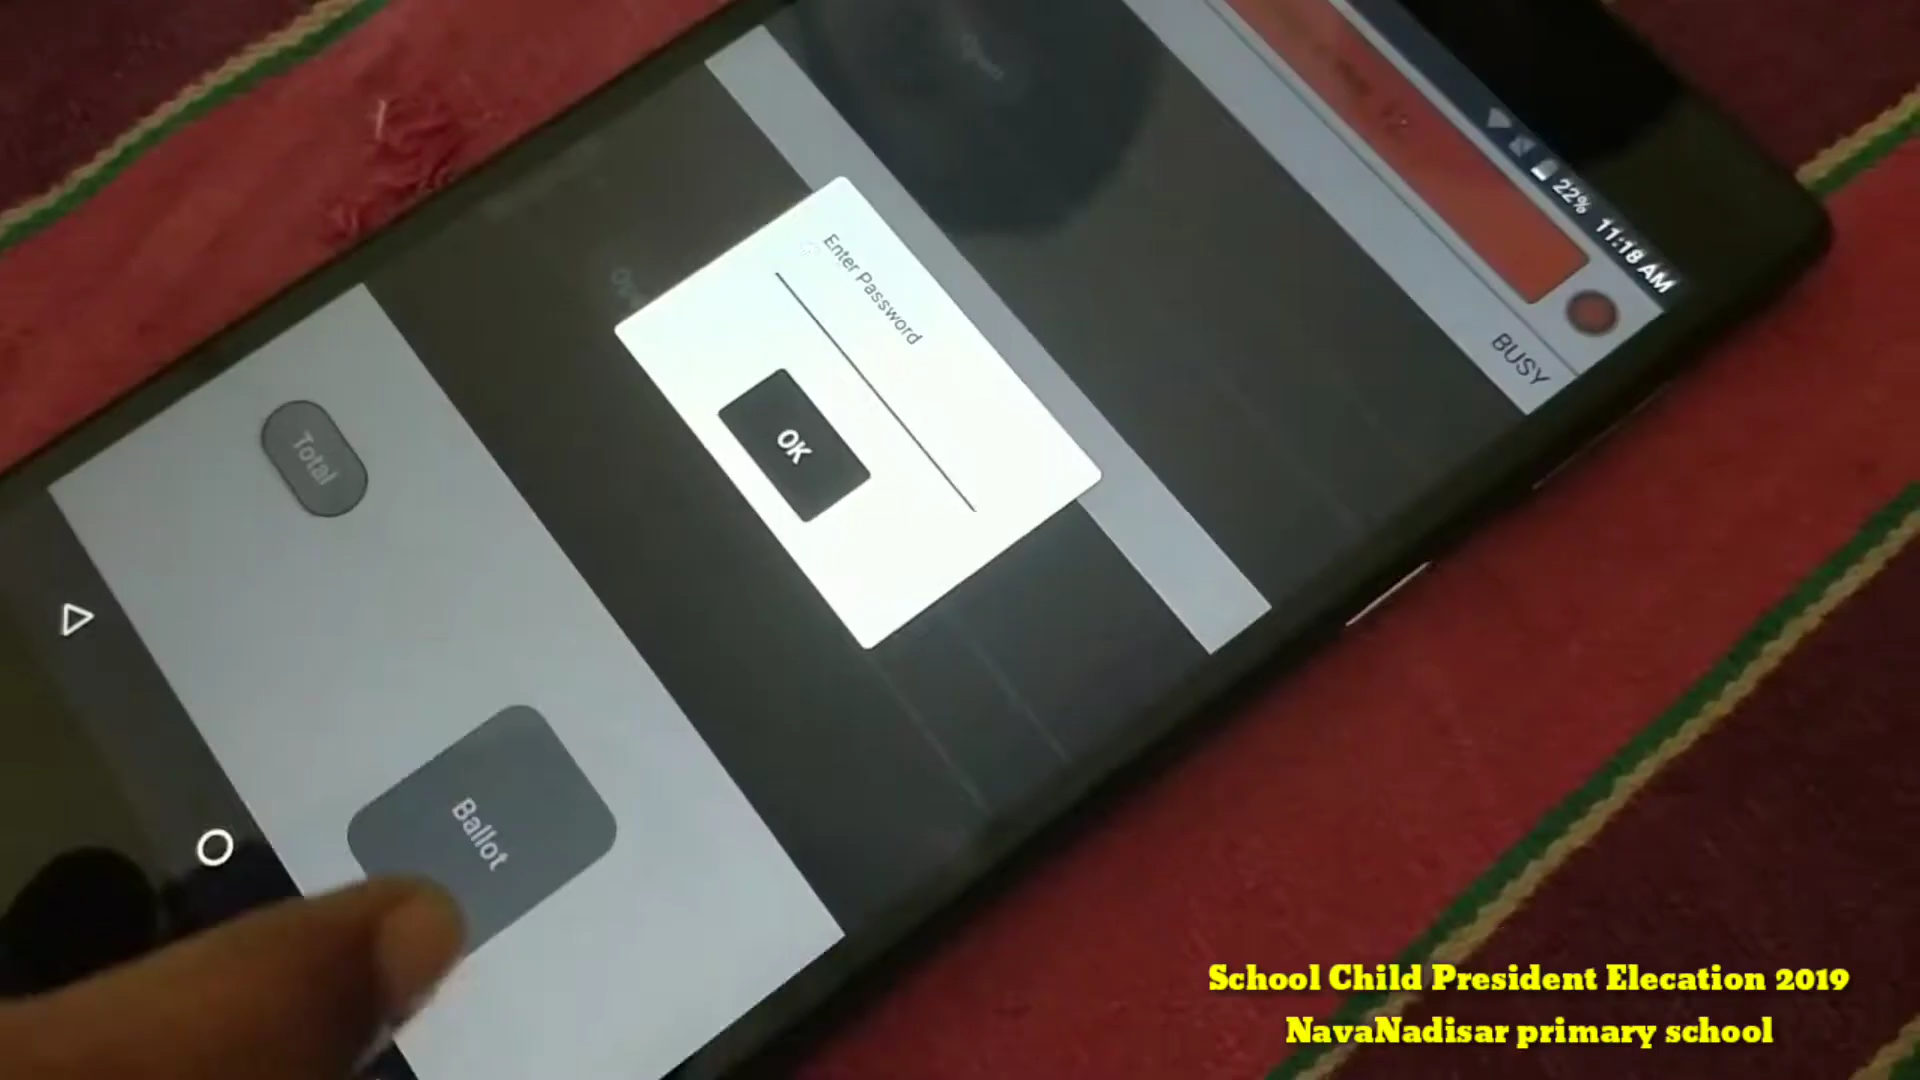 22% 11:18 AM
BUSY
Enter Password
OK
Total
Ballot
School Child President Elecation 2019
NavaNadisar primary school